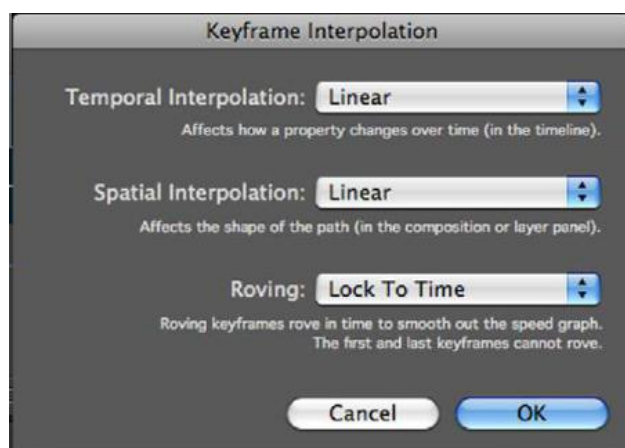 Keyframe Interpolation
Temporal Interpolation: Linear
Affects how a property changes over time (in the timeline).
Spatial Interpolation: Linear
Affects the shape of the path (in the composition or layer panel).
Roving: Lock To Time
Roving keyframes rove in time to smooth out the speed graph.
The first and last keyframes cannot rove.
Cancel OK